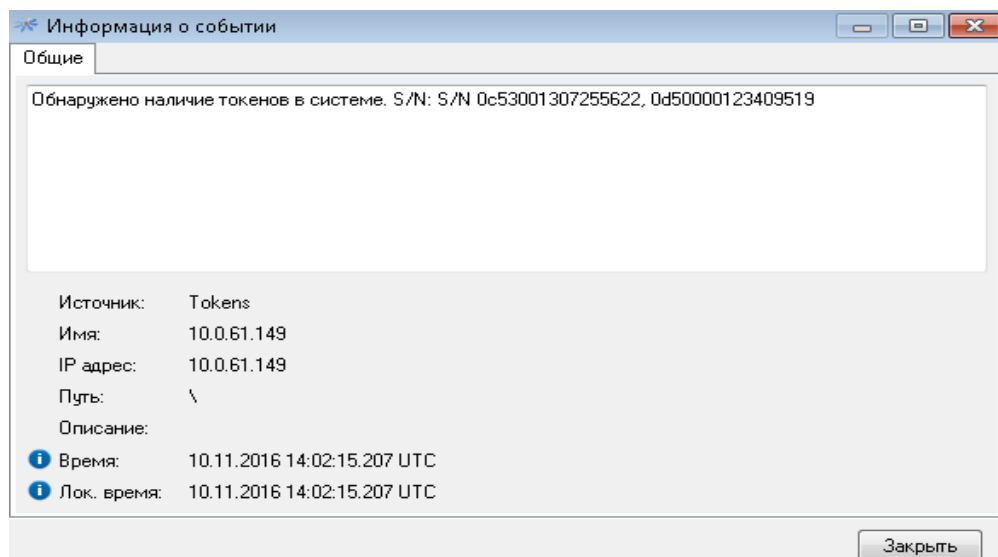 Информация о событии
Общие
Обнаружено наличие токенов в системе. S/N: S/N 0c53001307255622, 0d50000123409519
Источник: Tokens
Имя: 10.0.61.149
IP адрес: 10.0.61.149
Путь: \
Описание:
Время: 10.11.2016 14:02:15.207 UTC
Лок. время: 10.11.2016 14:02:15.207 UTC
Закрыть